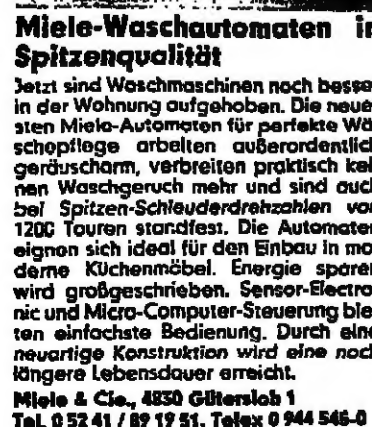 Miele-Waschautomaten in
Spitzenqualität
Jetzt sind Waschmaschinen noch besse
in der Wohnung aufgehoben. Die neue
sten Miele-Automaten für perfekte Wä
schepflege arbeiten außerordentlich
geräuscharm, verbreiten praktisch kei
nen Waschgeruch mehr und sind auch
bei Spitzen-Schleuderdrehzahlen von
1200 Touren standfest. Die Automaten
eignen sich ideal für den Einbau in mo
derne Küchenmöbel. Energie sparen
wird großgeschrieben. Sensor-Electro
nic und Micro-Computer-Steuerung bie
ten einfachste Bedienung. Durch eine
neuartige Konstruktion wird eine noch
längere Lebensdauer erreicht.
Miele & Cie., 4830 Gütersloh 1
Tel. 0 52 41 / 89 19 51, Telex 0 944 546-0